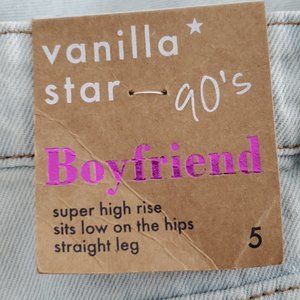 vanilla*
star 90's
Boyfriend
super high rise
sits low on the hips
straight leg 5